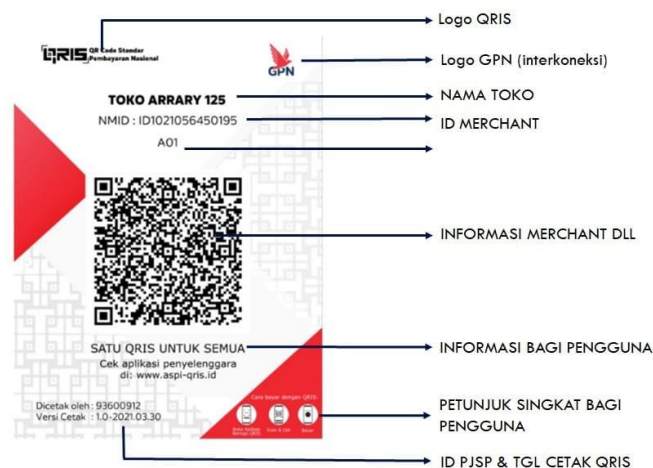 QRIS QR Code Standar
Pembayaran Nasional
GPN
TOKO ARRARY 125
NMID : ID1021056450195
A01
SATU QRIS UNTUK SEMUA
Cek aplikasi penyelenggara
di: www.aspi-qris.id
Dicetak oleh : 93600912
Versi Cetak : 1.0-2021.03.30
Cara bayar dengan QRIS:
Scan & Cek
Bayar
Logo QRIS
Logo GPN (interkoneksi)
NAMA TOKO
ID MERCHANT
INFORMASI MERCHANT DLL
INFORMASI BAGI PENGGUNA
PETUNJUK SINGKAT BAGI
PENGGUNA
ID PJSP & TGL CETAK QRIS